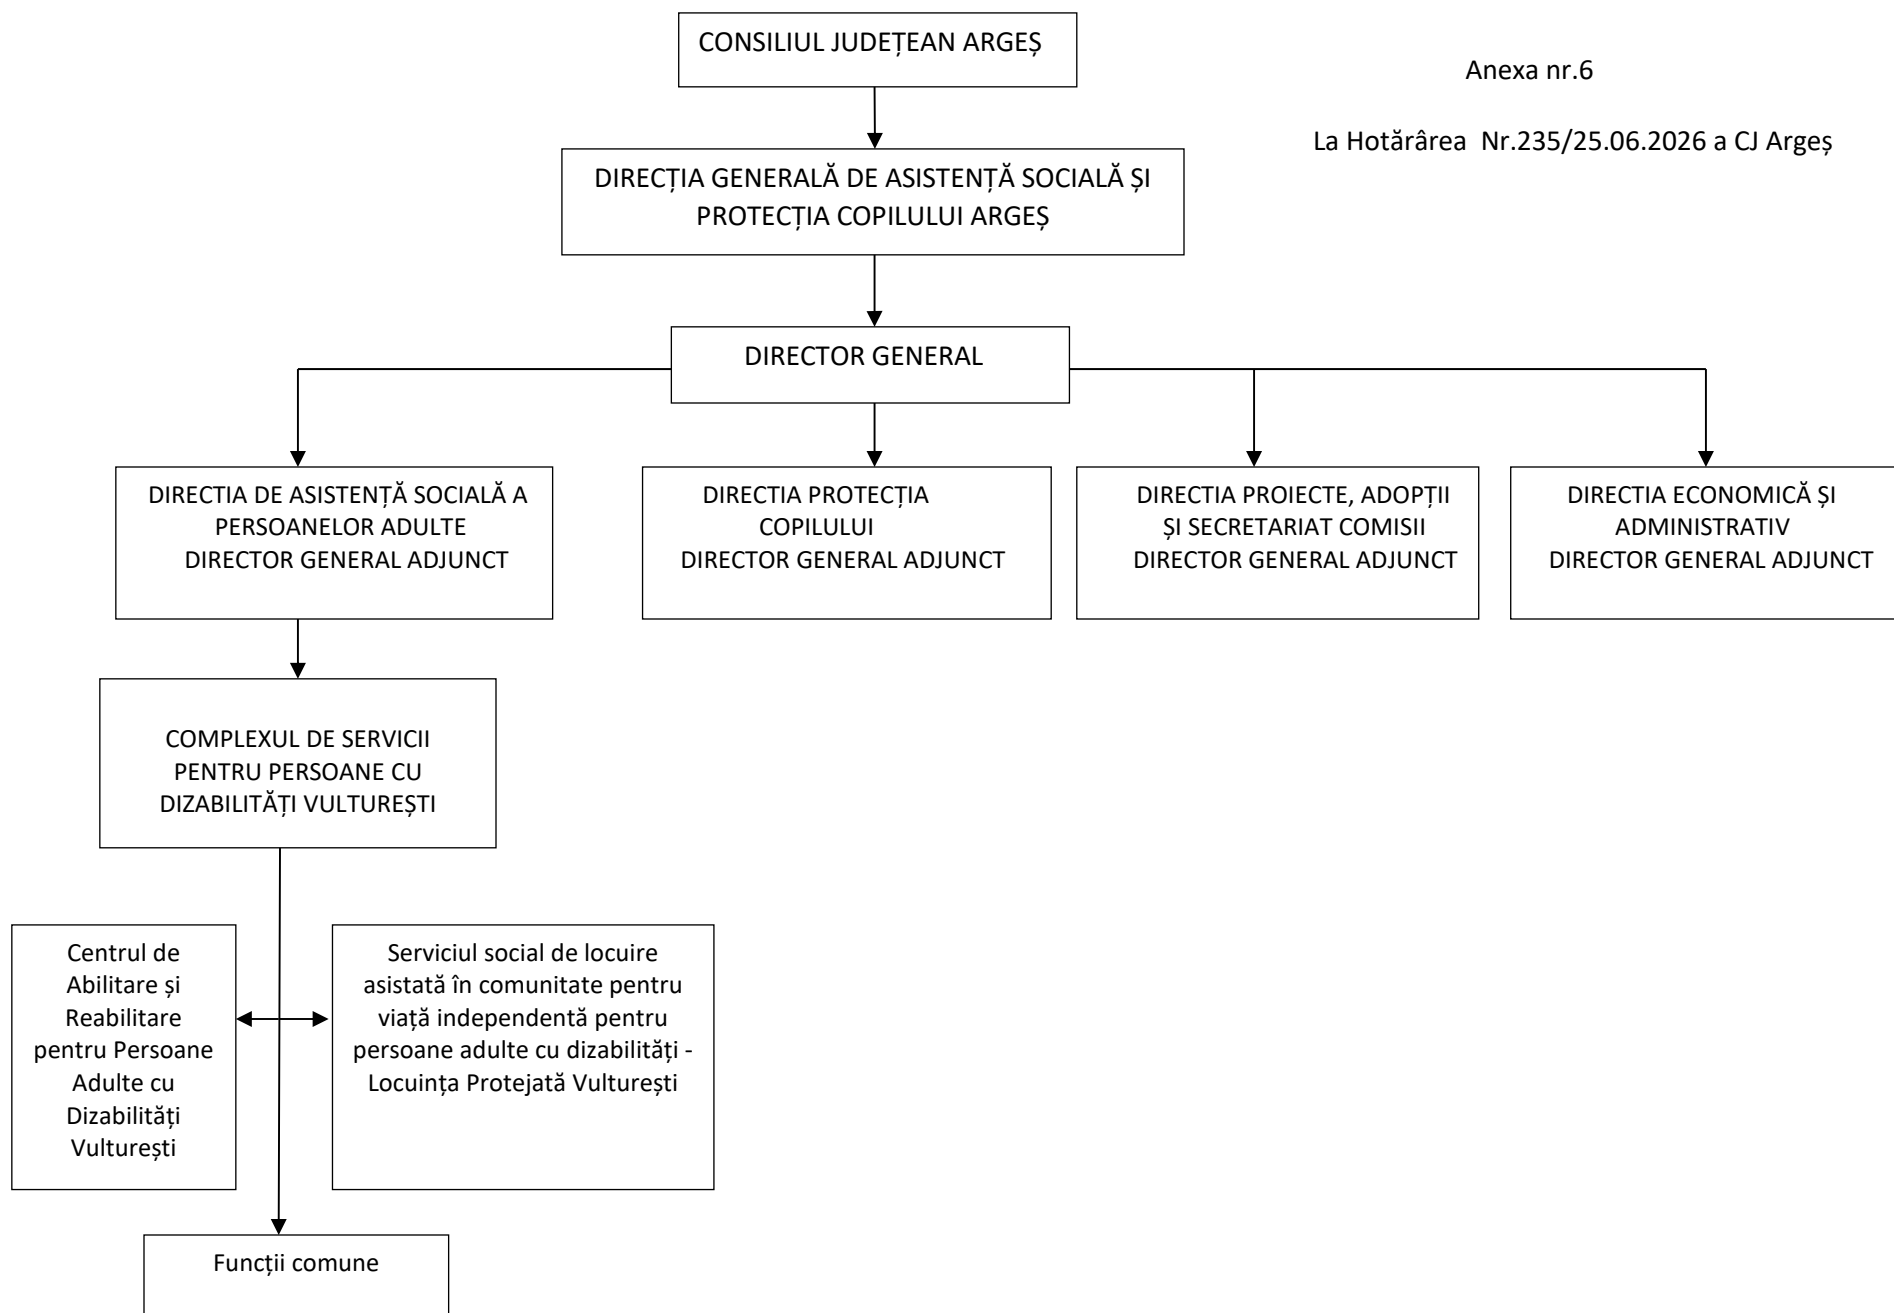 CONSILIUL JUDEȚEAN ARGEȘ
Anexa nr.6
La Hotărârea Nr.235/25.06.2026 a CJ Argeș
DIRECȚIA GENERALĂ DE ASISTENȚĂ SOCIALĂ ȘI
PROTECȚIA COPILULUI ARGEȘ
DIRECTOR GENERAL
DIRECTIA DE ASISTENȚĂ SOCIALĂ A
PERSOANELOR ADULTE
DIRECTOR GENERAL ADJUNCT
DIRECTIA PROTECȚIA
COPILULUI
DIRECTOR GENERAL ADJUNCT
DIRECTIA PROIECTE, ADOPȚII
ȘI SECRETARIAT COMISII
DIRECTOR GENERAL ADJUNCT
DIRECTIA ECONOMICĂ ȘI
ADMINISTRATIV
DIRECTOR GENERAL ADJUNCT
COMPLEXUL DE SERVICII
PENTRU PERSOANE CU
DIZABILITĂȚI VULTUREȘTI
Centrul de
Abilitare și
Reabilitare
pentru Persoane
Adulte cu
Dizabilități
Vulturești
Serviciul social de locuire
asistată în comunitate pentru
viață independentă pentru
persoane adulte cu dizabilități -
Locuința Protejată Vulturești
Funcții comune